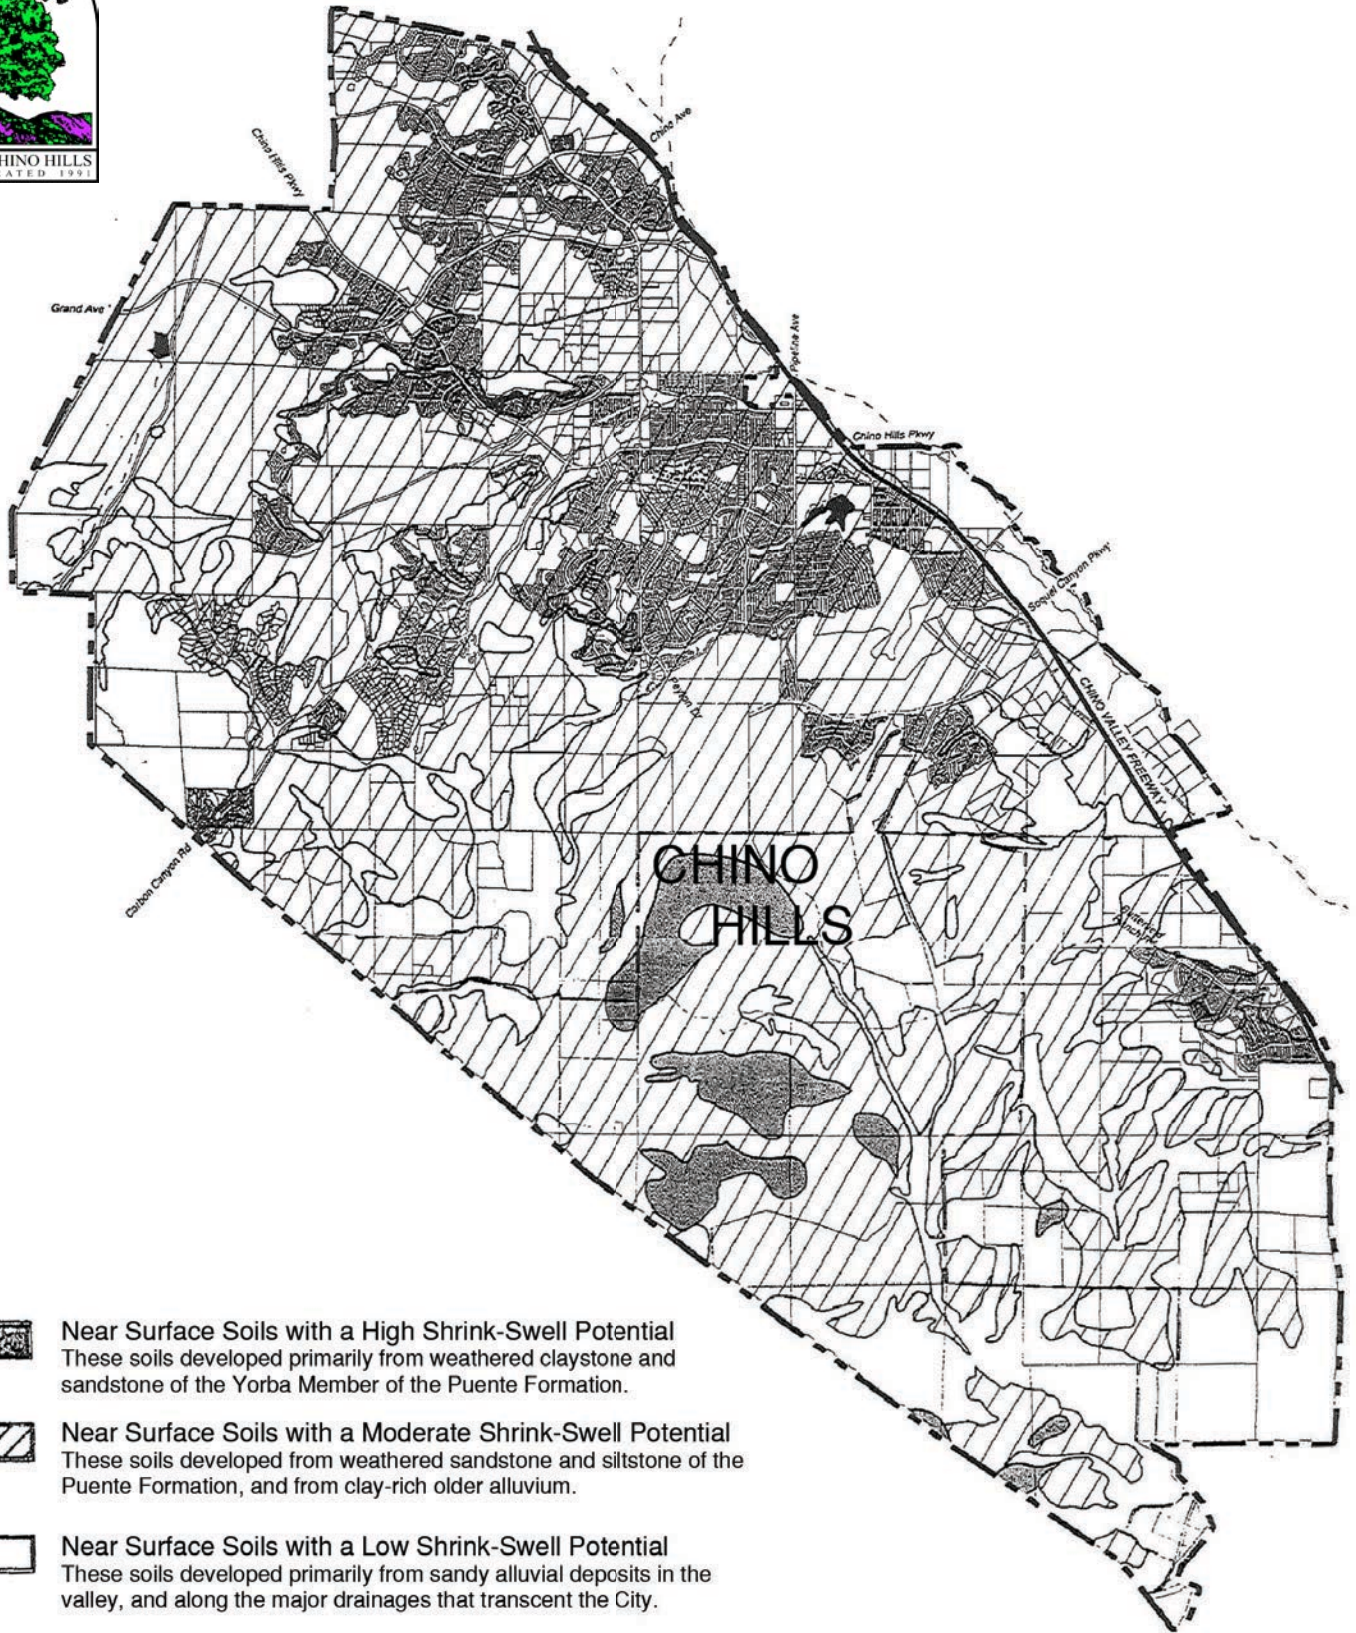 HINO HILLS
ATED 1991
Chino Ave
Chino Hills Pkwy
Grand Ave
Pipeline Ave
Chino Hills Pkwy
Soquel Canyon Pkwy
Peyton Dr
CHINO VALLEY FREEWAY
Carbon Canyon Rd
CHINO
HILLS
Near Surface Soils with a High Shrink-Swell Potential
These soils developed primarily from weathered claystone and
sandstone of the Yorba Member of the Puente Formation.
Near Surface Soils with a Moderate Shrink-Swell Potential
These soils developed from weathered sandstone and siltstone of the
Puente Formation, and from clay-rich older alluvium.
Near Surface Soils with a Low Shrink-Swell Potential
These soils developed primarily from sandy alluvial deposits in the
valley, and along the major drainages that transcent the City.